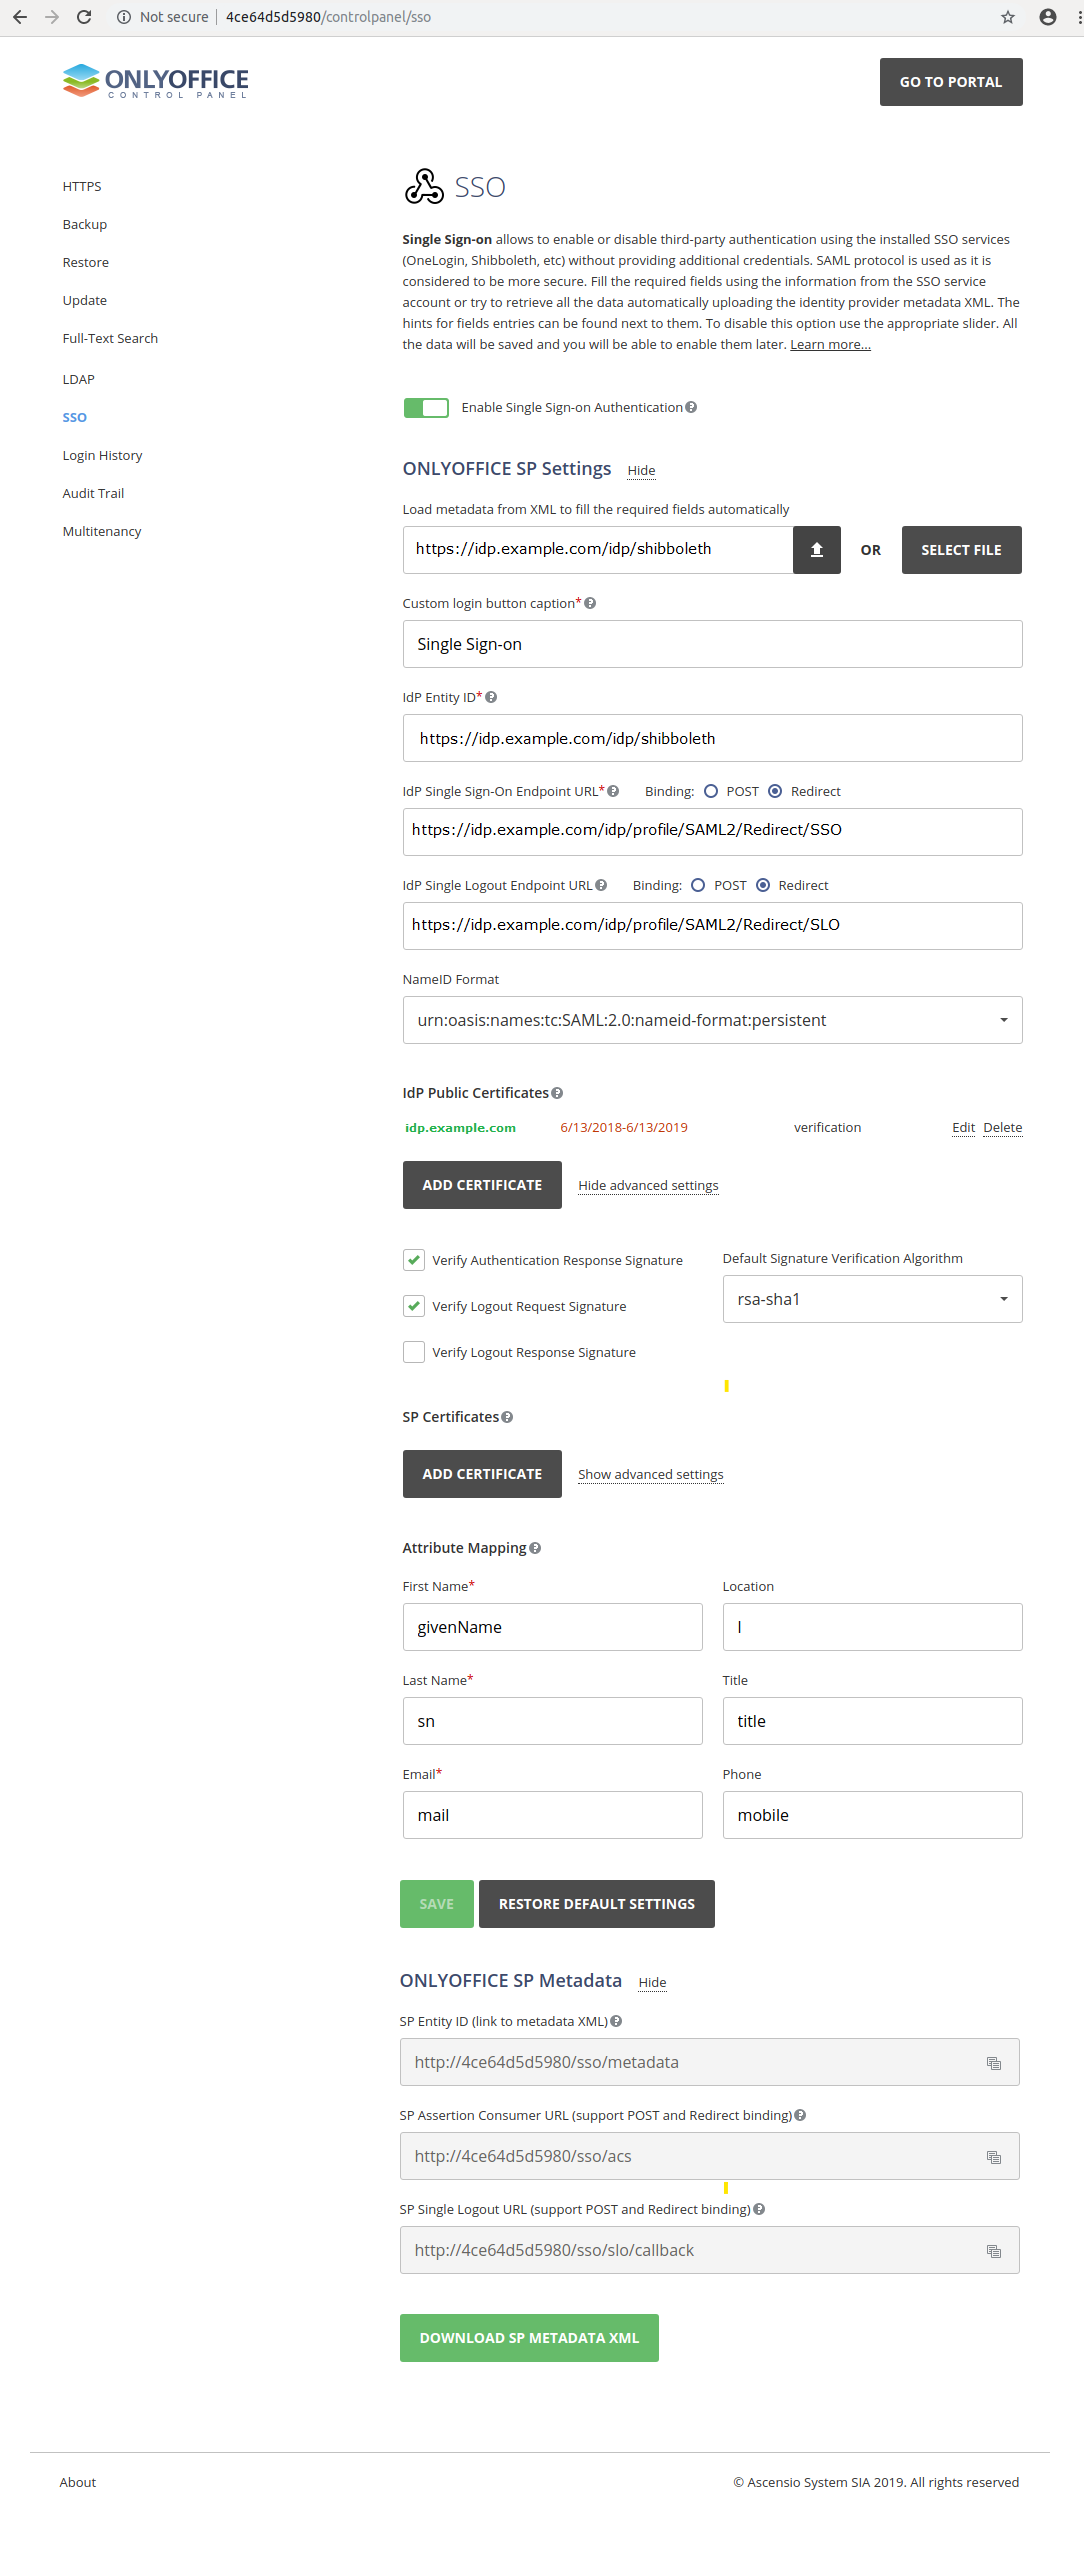 Not secure | 4ce64d5d5980/controlpanel/sso
ONLYOFFICE
CONTROL PANEL
GO TO PORTAL
HTTPS
Backup
Restore
Update
Full-Text Search
LDAP
SSO
Login History
Audit Trail
Multitenancy
SSO
Single Sign-on allows to enable or disable third-party authentication using the installed SSO services
(OneLogin, Shibboleth, etc) without providing additional credentials. SAML protocol is used as it is
considered to be more secure. Fill the required fields using the information from the SSO service
account or try to retrieve all the data automatically uploading the identity provider metadata XML. The
hints for fields entries can be found next to them. To disable this option use the appropriate slider. All
the data will be saved and you will be able to enable them later. Learn more...
Enable Single Sign-on Authentication
ONLYOFFICE SP Settings Hide
Load metadata from XML to fill the required fields automatically
https://idp.example.com/idp/shibboleth OR SELECT FILE
Custom login button caption*
Single Sign-on
IdP Entity ID*
https://idp.example.com/idp/shibboleth
IdP Single Sign-On Endpoint URL* Binding: POST Redirect
https://idp.example.com/idp/profile/SAML2/Redirect/SSO
IdP Single Logout Endpoint URL Binding: POST Redirect
https://idp.example.com/idp/profile/SAML2/Redirect/SLO
NameID Format
urn:oasis:names:tc:SAML:2.0:nameid-format:persistent
IdP Public Certificates
idp.example.com 6/13/2018-6/13/2019 verification Edit Delete
ADD CERTIFICATE Hide advanced settings
Verify Authentication Response Signature
Verify Logout Request Signature
Verify Logout Response Signature
Default Signature Verification Algorithm
rsa-sha1
SP Certificates
ADD CERTIFICATE Show advanced settings
Attribute Mapping
First Name* Location
givenName l
Last Name* Title
sn title
Email* Phone
mail mobile
SAVE RESTORE DEFAULT SETTINGS
ONLYOFFICE SP Metadata Hide
SP Entity ID (link to metadata XML)
http://4ce64d5d5980/sso/metadata
SP Assertion Consumer URL (support POST and Redirect binding)
http://4ce64d5d5980/sso/acs
SP Single Logout URL (support POST and Redirect binding)
http://4ce64d5d5980/sso/slo/callback
DOWNLOAD SP METADATA XML
About © Ascensio System SIA 2019. All rights reserved